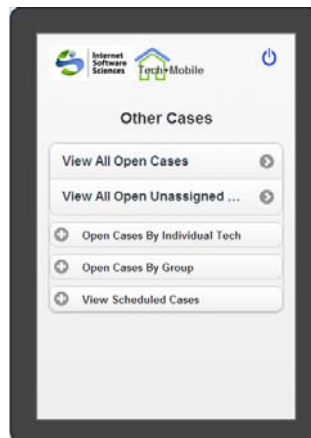 Internet
Software
Sciences
Tech Mobile
Other Cases
View All Open Cases
View All Open Unassigned ...
Open Cases By Individual Tech
Open Cases By Group
View Scheduled Cases